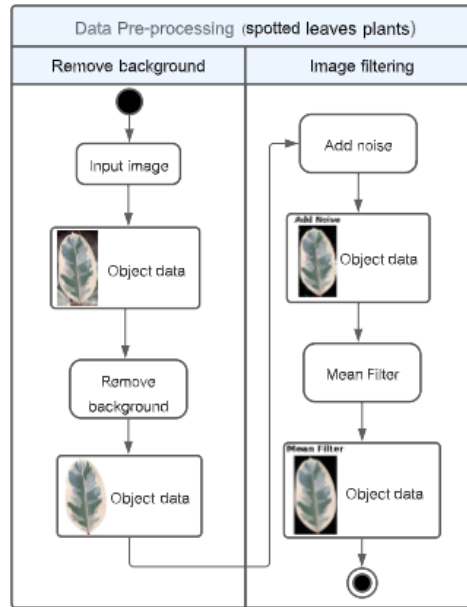 Data Pre-processing (spotted leaves plants)
Remove background
Image filtering
Input image
Object data
Remove
background
Object data
Add noise
Add Noise
Object data
Mean Filter
Mean Filter
Object data